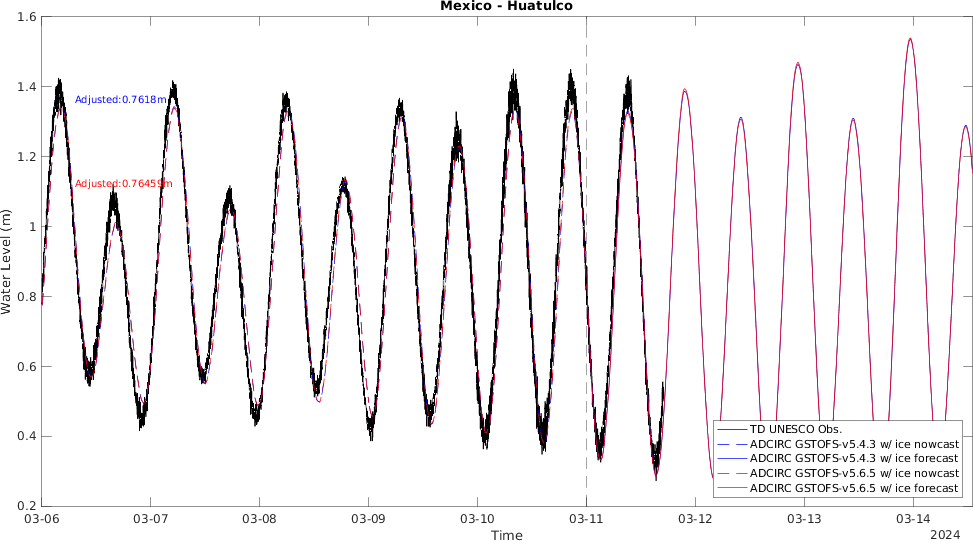 Mexico - Huatulco
1.6
1.4
1.2
1
0.8
0.6
0.4
0.2
Water Level (m)
Adjusted:0.7618m
Adjusted:0.76459m
TD UNESCO Obs.
ADCIRC GSTOFS-v5.4.3 w/ ice nowcast
ADCIRC GSTOFS-v5.4.3 w/ ice forecast
ADCIRC GSTOFS-v5.6.5 w/ ice nowcast
ADCIRC GSTOFS-v5.6.5 w/ ice forecast
03-06 03-07 03-08 03-09 03-10 03-11 03-12 03-13 03-14
Time
2024